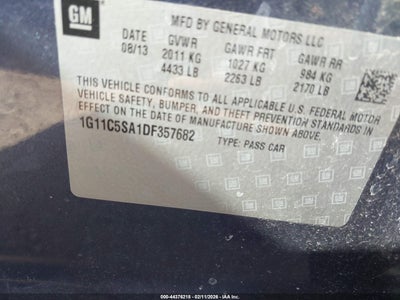 GM
MFD BY GENERAL MOTORS LLC
DATE GVWR GAWR FRT GAWR RR
08/13 2011 KG 1027 KG 984 KG
4433 LB 2263 LB 2170 LB
THIS VEHICLE CONFORMS TO ALL APPLICABLE U.S. FEDERAL MOTOR
VEHICLE SAFETY, BUMPER, AND THEFT PREVENTION STANDARDS IN
EFFECT ON THE DATE OF MANUFACTURE SHOWN ABOVE.
1G11C5SA1DF357682 TYPE: PASS CAR
000-44376218 - 02/11/2026 - IAA Inc.